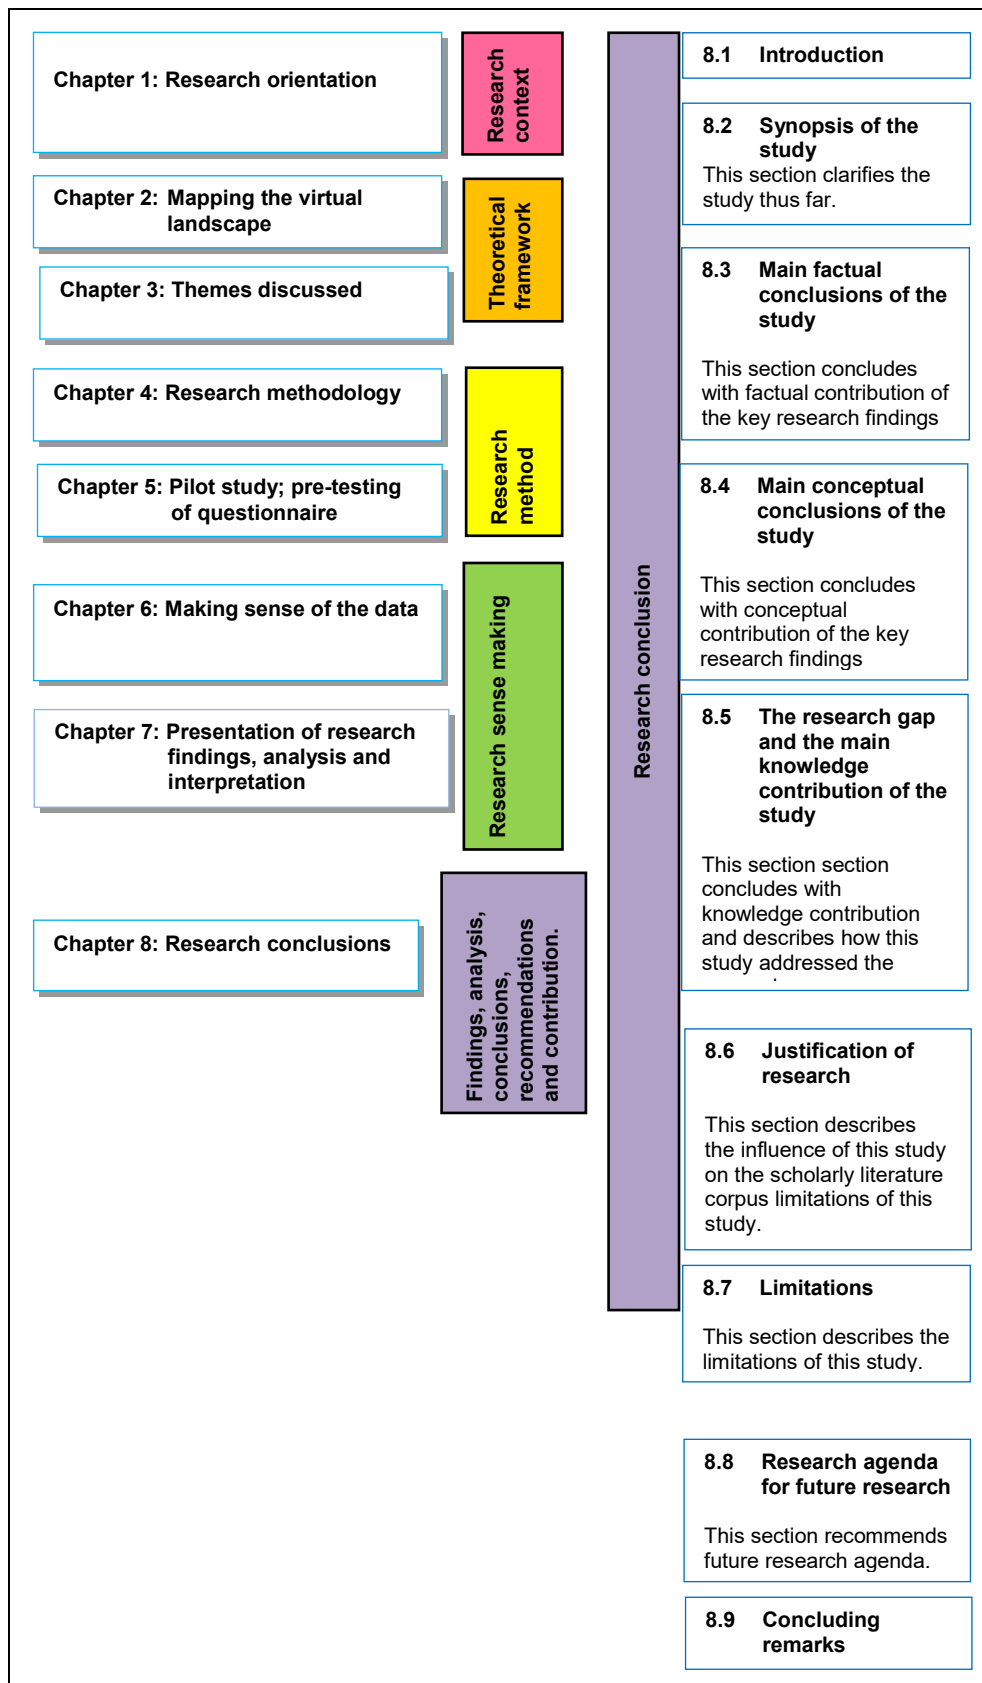 Chapter 1: Research orientation
Chapter 2: Mapping the virtual
landscape
Chapter 3: Themes discussed
Chapter 4: Research methodology
Chapter 5: Pilot study; pre-testing
of questionnaire
Chapter 6: Making sense of the data
Chapter 7: Presentation of research
findings, analysis and
interpretation
Chapter 8: Research conclusions
Research
context
Theoretical
framework
Research
method
Research sense making
Findings, analysis,
conclusions,
recommendations
and contribution.
Research conclusion
8.1 Introduction
8.2 Synopsis of the
study
This section clarifies the
study thus far.
8.3 Main factual
conclusions of the
study
This section concludes
with factual contribution of
the key research findings
8.4 Main conceptual
conclusions of the
study
This section concludes
with conceptual
contribution of the key
research findings
8.5 The research gap
and the main
knowledge
contribution of the
study
This section section
concludes with
knowledge contribution
and describes how this
study addressed the
8.6 Justification of
research
This section describes
the influence of this study
on the scholarly literature
corpus limitations of this
study.
8.7 Limitations
This section describes the
limitations of this study.
8.8 Research agenda
for future research
This section recommends
future research agenda.
8.9 Concluding
remarks